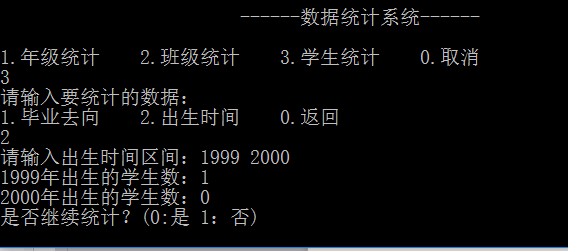 ------数据统计系统------
1.年级统计 2.班级统计 3.学生统计 0.取消
3
请输入要统计的数据：
1.毕业去向 2.出生时间 0.返回
2
请输入出生时间区间：1999 2000
1999年出生的学生数：1
2000年出生的学生数：0
是否继续统计？(0:是 1：否)